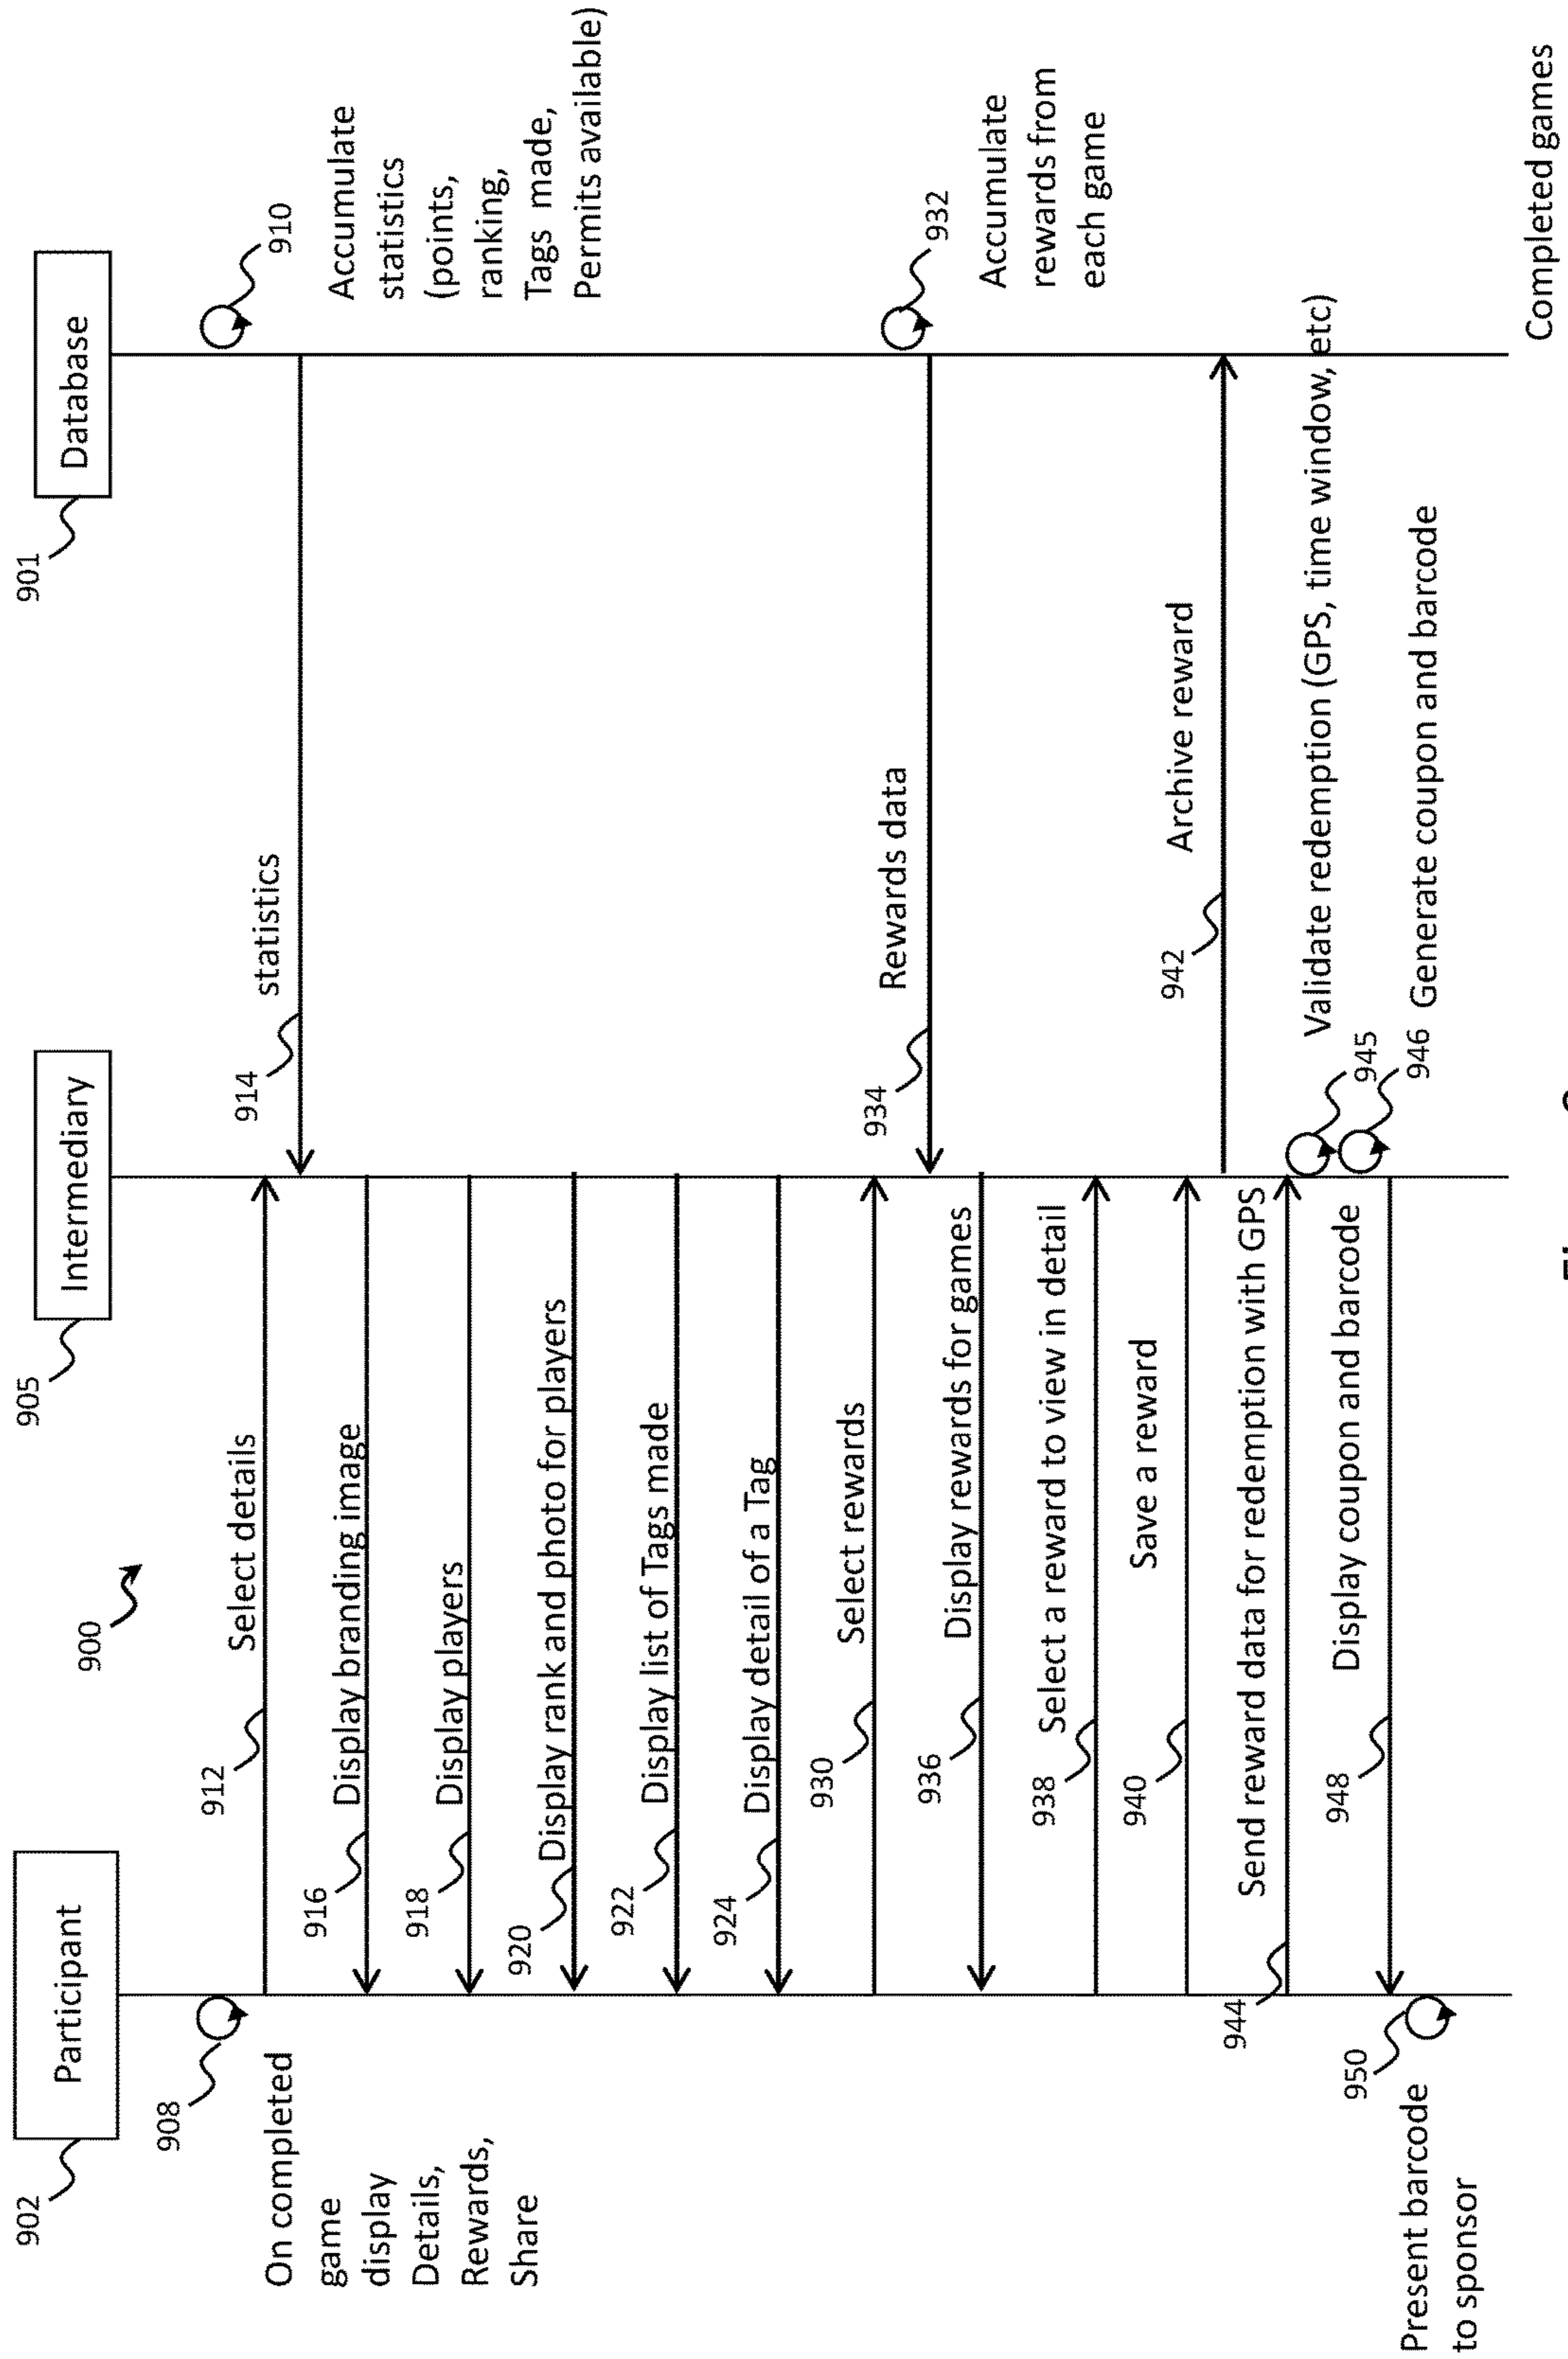 900
902
Participant
905
Intermediary
901
Database
908
On completed
game
display
Details,
Rewards,
Share
910
Accumulate
statistics
(points,
ranking,
Tags made,
Permits available)
912
Select details
914
statistics
916
Display branding image
918
Display players
920
Display rank and photo for players
922
Display list of Tags made
924
Display detail of a Tag
930
Select rewards
932
Accumulate
rewards from
each game
934
Rewards data
936
Display rewards for games
938
Select a reward to view in detail
940
Save a reward
942
Archive reward
944
Send reward data for redemption with GPS
945
Validate redemption (GPS, time window, etc)
946
Generate coupon and barcode
948
Display coupon and barcode
950
Present barcode
to sponsor
Completed games